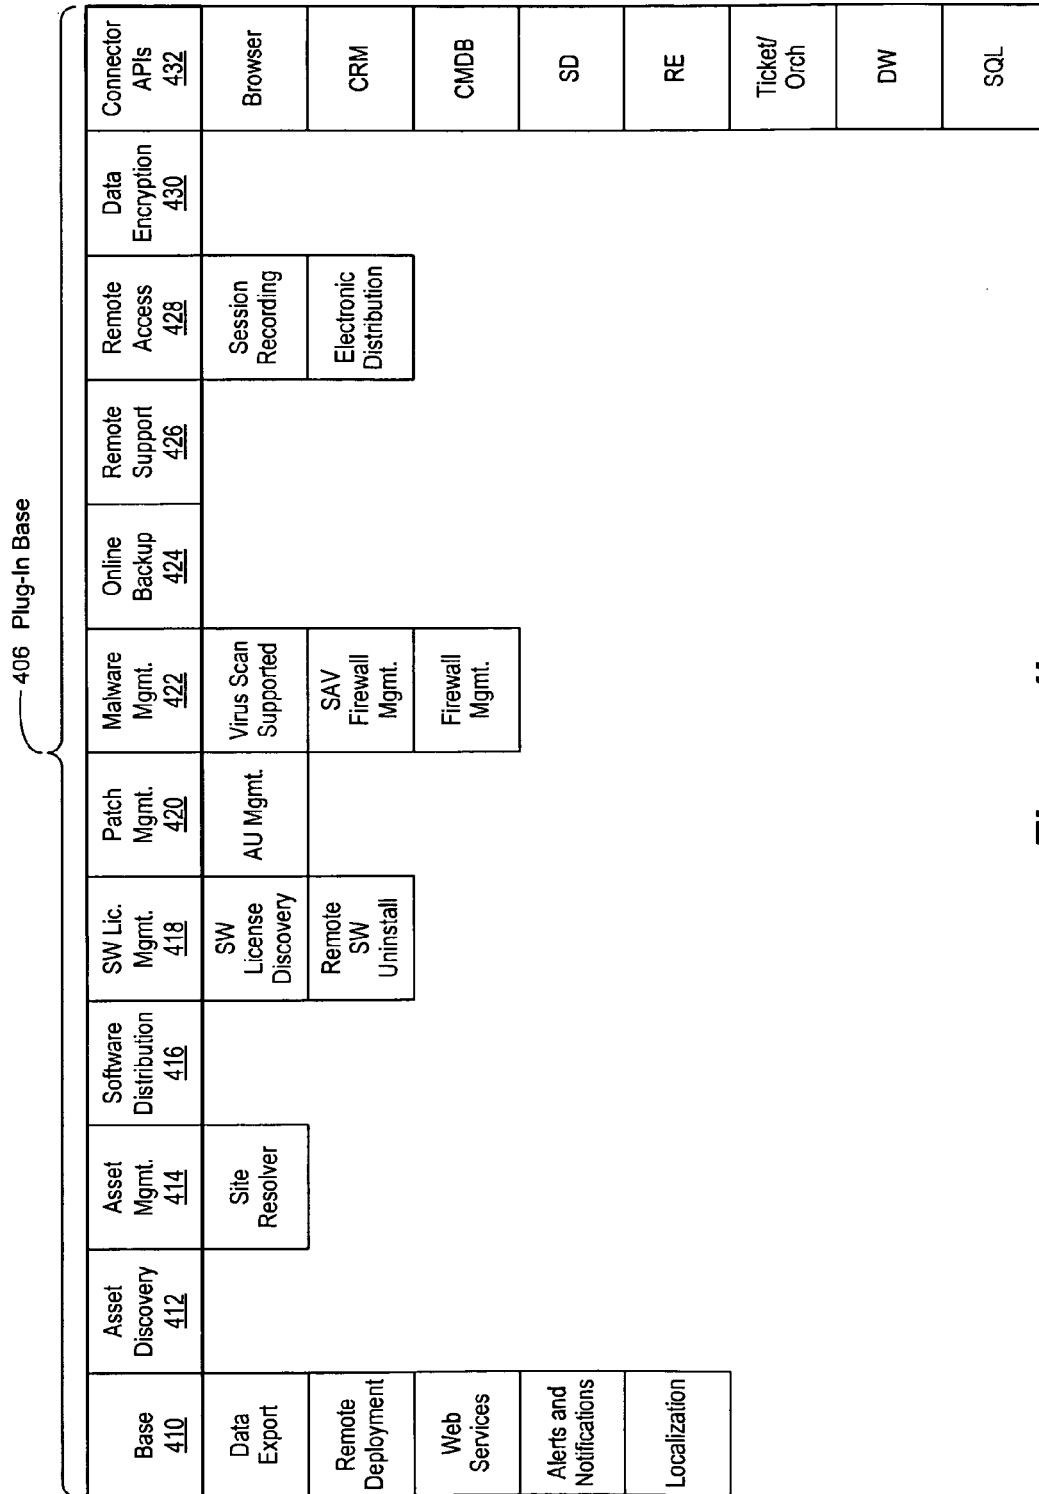 406 Plug-In Base
Base
410
Asset
Discovery
412
Asset
Mgmt.
414
Software
Distribution
416
SW Lic.
Mgmt.
418
Patch
Mgmt.
420
Malware
Mgmt.
422
Online
Backup
424
Remote
Support
426
Remote
Access
428
Data
Encryption
430
Connector
APIs
432
Data
Export
Site
Resolver
SW
License
Discovery
AU Mgmt.
Virus Scan
Supported
Session
Recording
Browser
Remote
Deployment
Remote
SW
Uninstall
SAV
Firewall
Mgmt.
Electronic
Distribution
CRM
Web
Services
Firewall
Mgmt.
CMDB
Alerts and
Notifications
SD
Localization
RE
Ticket/
Orch
DW
SQL